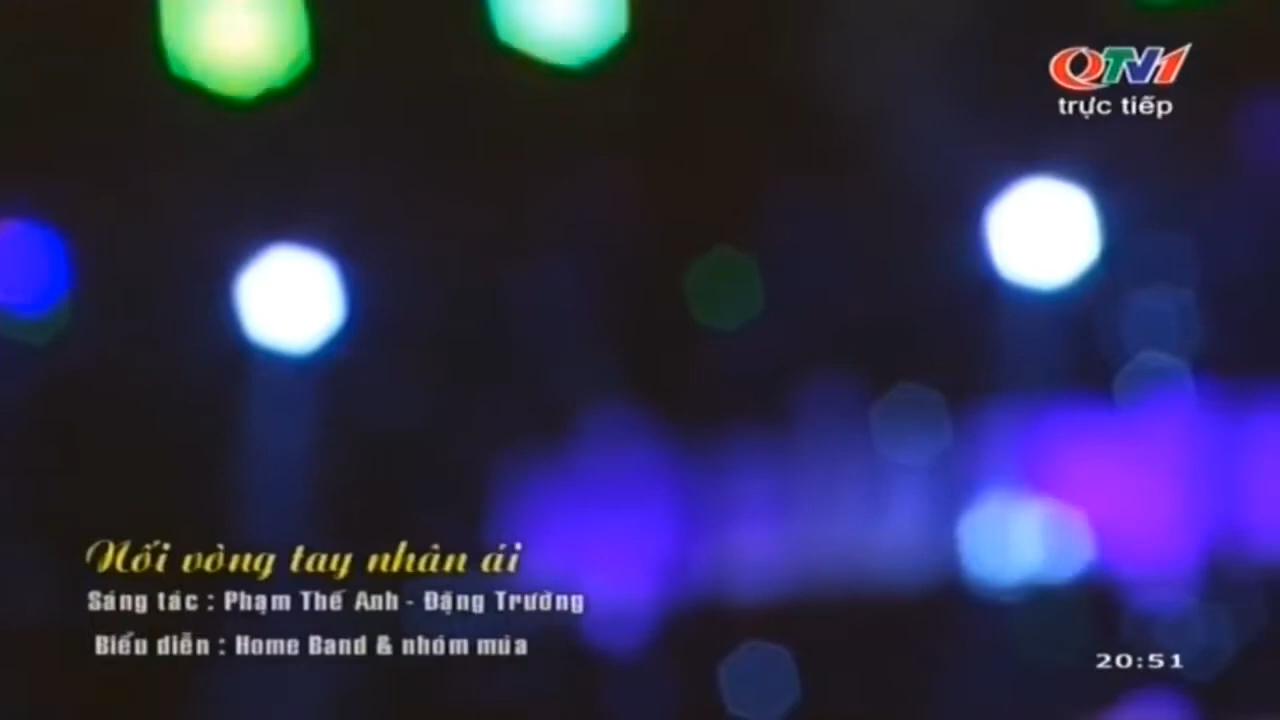 QTV1
trực tiếp
Nối vòng tay nhân ái
Sáng tác : Phạm Thế Anh - Đặng Trường
Biểu diễn : Home Band & nhóm múa
20:51